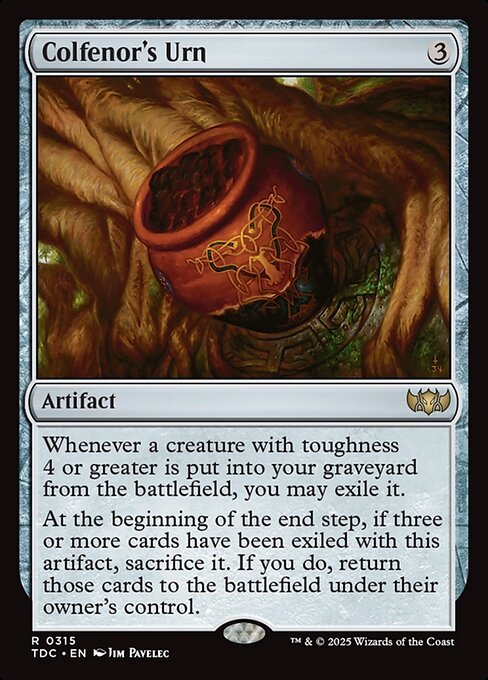 Colfenor's Urn 3
Artifact
Whenever a creature with toughness
4 or greater is put into your graveyard
from the battlefield, you may exile it.
At the beginning of the end step, if three
or more cards have been exiled with this
artifact, sacrifice it. If you do, return
those cards to the battlefield under their
owner's control.
R 0315
TDC • EN Jim Pavelec
™ & © 2025 Wizards of the Coast